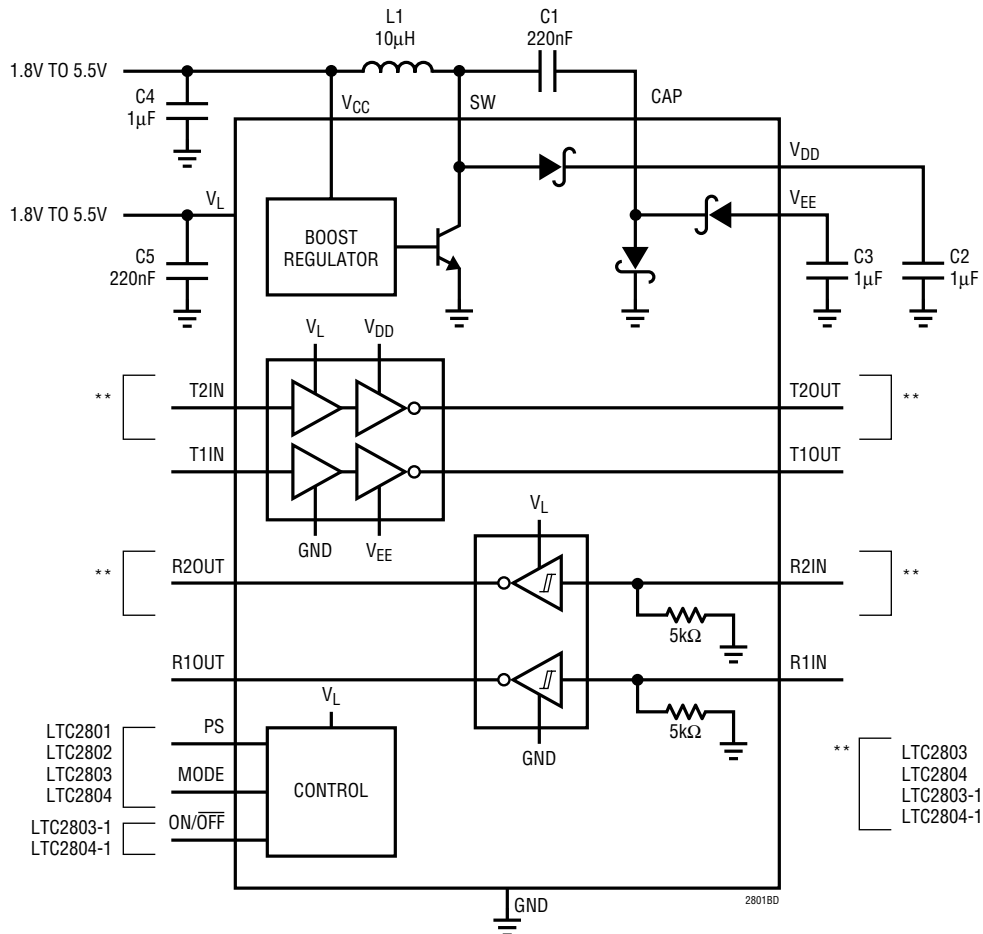 L1
10μH
C1
220nF
1.8V TO 5.5V
C4
1μF
VCC
SW
CAP
VDD
1.8V TO 5.5V
VL
VEE
BOOST
REGULATOR
C5
220nF
C3
1μF
C2
1μF
VL
VDD
**
T2IN
T2OUT
**
T1IN
T1OUT
GND
VEE
VL
**
R2OUT
R2IN
**
5kΩ
R1OUT
R1IN
5kΩ
GND
VL
LTC2801
LTC2802
LTC2803
LTC2804
PS
MODE
CONTROL
LTC2803-1
LTC2804-1
ON/OFF
**
LTC2803
LTC2804
LTC2803-1
LTC2804-1
GND
2801BD